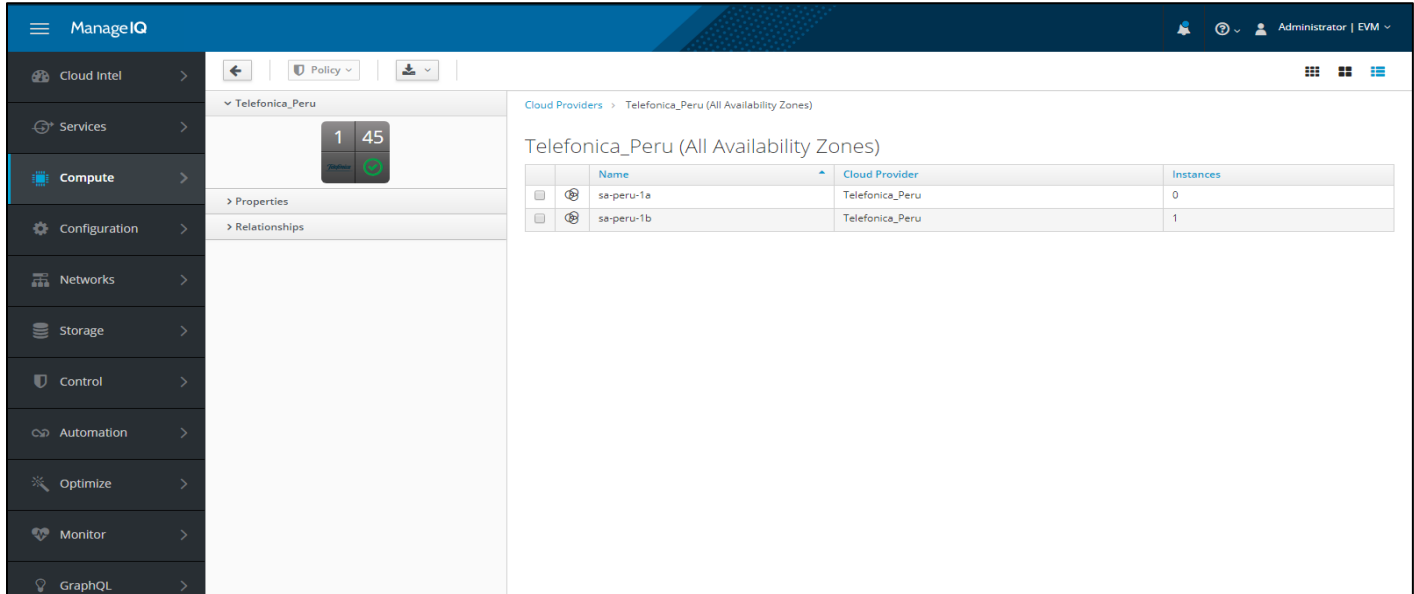 ManageIQ
Administrator | EVM
Cloud Intel
Services
Compute
Configuration
Networks
Storage
Control
Automation
Optimize
Monitor
GraphQL
Policy
Telefonica_Peru
1 45
Properties
Relationships
Cloud Providers > Telefonica_Peru (All Availability Zones)
Telefonica_Peru (All Availability Zones)
Name Cloud Provider Instances
sa-peru-1a Telefonica_Peru 0
sa-peru-1b Telefonica_Peru 1